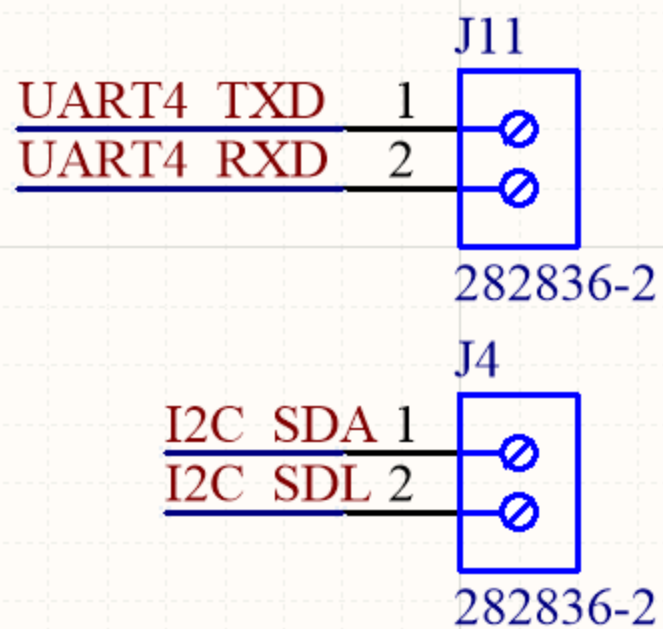 J11
UART4 TXD 1
UART4 RXD 2
282836-2
J4
I2C SDA 1
I2C SDL 2
282836-2